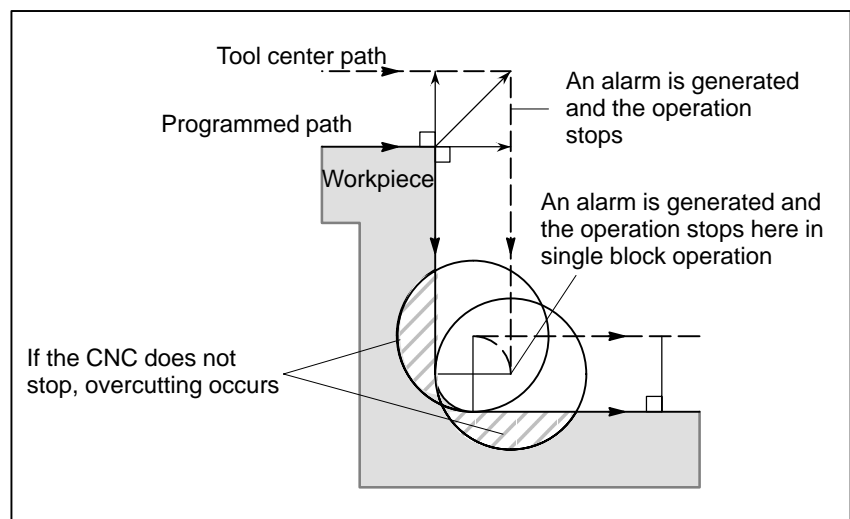 Tool center path
An alarm is generated
and the operation
stops
Programmed path
Workpiece
An alarm is generated and
the operation stops here in
single block operation
If the CNC does not
stop, overcutting occurs